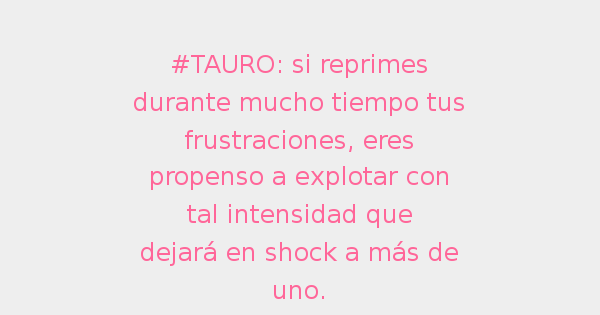 #TAURO: si reprimes
durante mucho tiempo tus
frustraciones, eres
propenso a explotar con
tal intensidad que
dejará en shock a más de
uno.